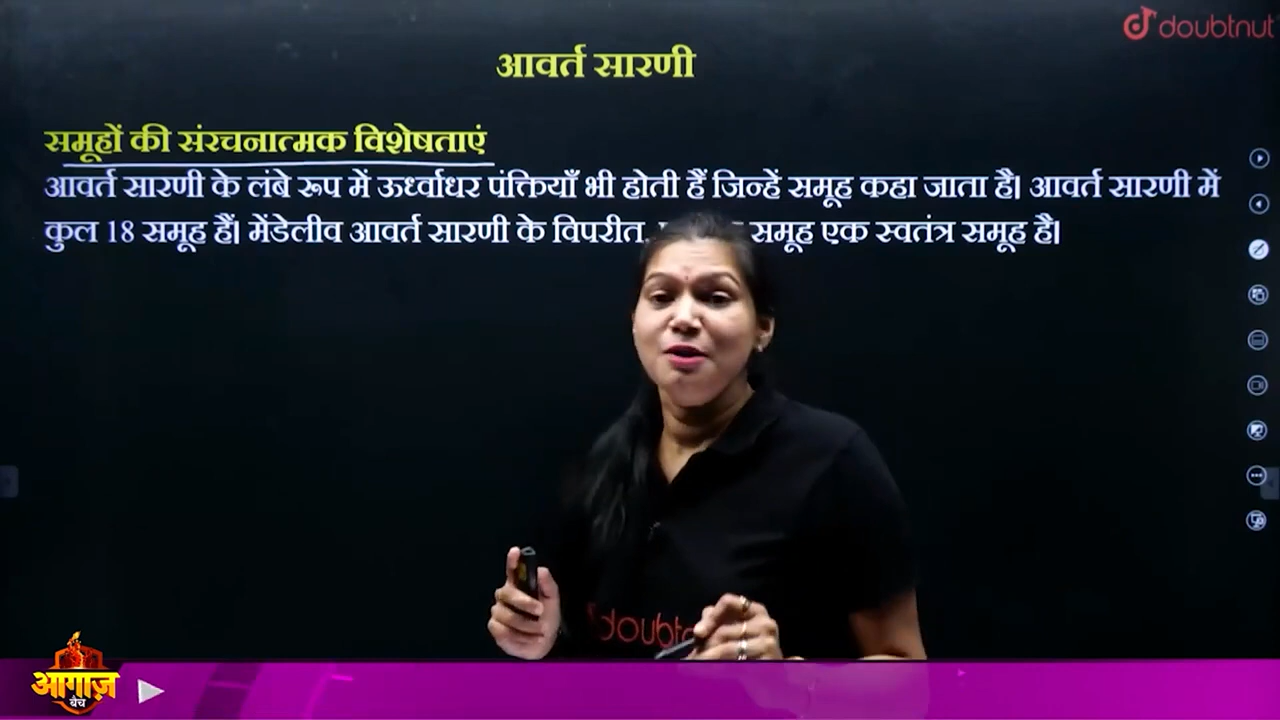 doubtnut
आवर्त सारणी
समूहों की संरचनात्मक विशेषताएं
आवर्त सारणी के लंबे रूप में ऊर्ध्वाधर पंक्तियाँ भी होती हैं जिन्हें समूह कहा जाता है। आवर्त सारणी में
कुल 18 समूह हैं। मेंडेलीव आवर्त सारणी के विपरीत, समूह एक स्वतंत्र समूह है।
doubtn
आगाज़
बैच